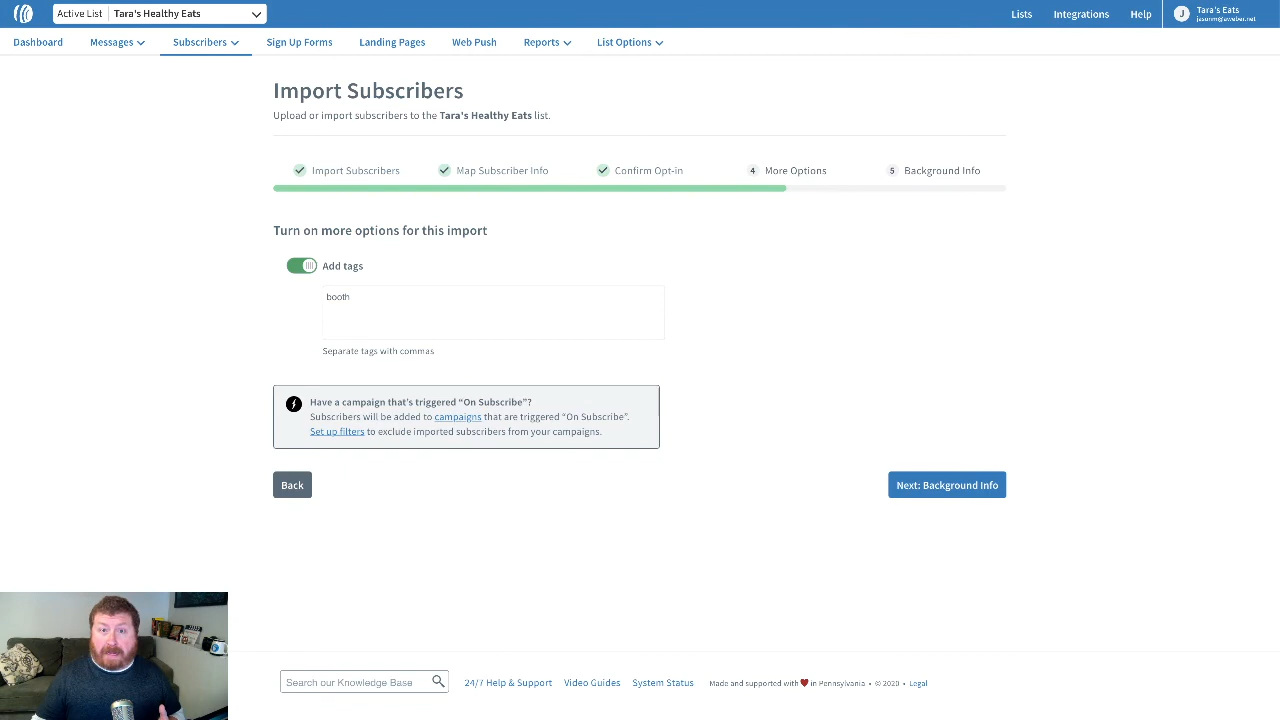 Active List Tara's Healthy Eats
Lists Integrations Help J Tara's Eats
jasonm@aweber.net
Dashboard Messages Subscribers Sign Up Forms Landing Pages Web Push Reports List Options
Import Subscribers
Upload or import subscribers to the Tara's Healthy Eats list.
Import Subscribers Map Subscriber Info Confirm Opt-in 4 More Options 5 Background Info
Turn on more options for this import
Add tags
booth
Separate tags with commas
Have a campaign that's triggered “On Subscribe”?
Subscribers will be added to campaigns that are triggered “On Subscribe”.
Set up filters to exclude imported subscribers from your campaigns.
Back Next: Background Info
Search our Knowledge Base 24/7 Help & Support Video Guides System Status Made and supported with ❤ in Pennsylvania • © 2020 • Legal